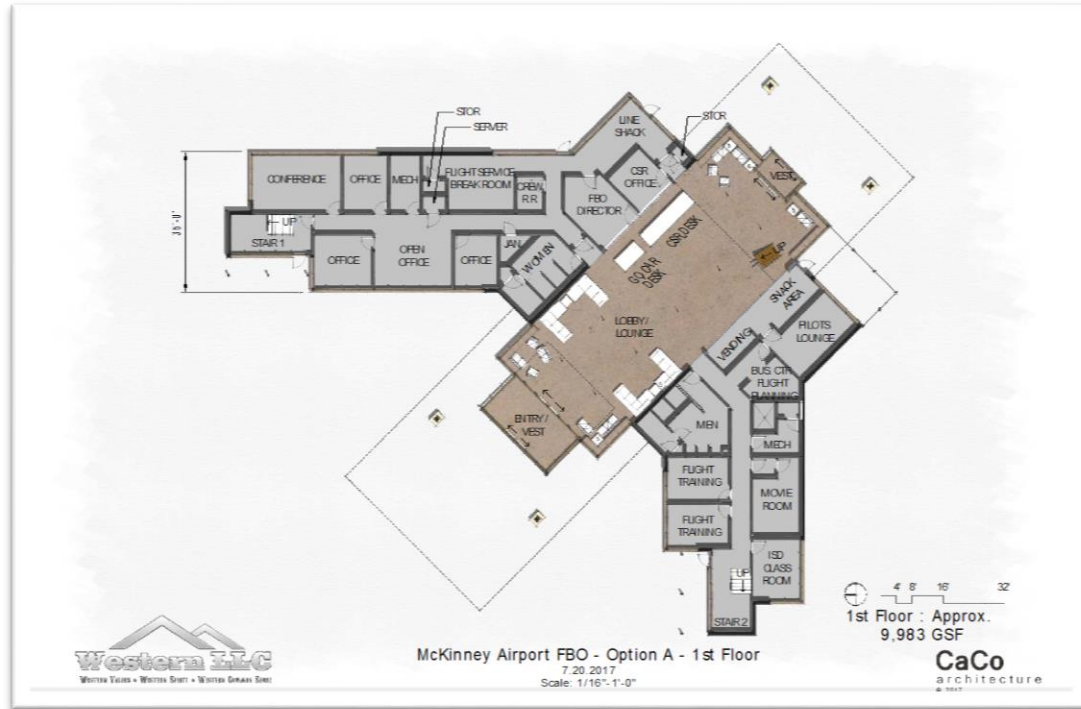 STOR
SERVER
LINE
SHACK
STOR
CONFERENCE
OFFICE
MECH
FLIGHT SERVICE
BREAK ROOM
CREW
R.R.
CSR
OFFICE
FBO
DIRECTOR
VEST
35'-0"
UP
STAIR 1
OFFICE
OPEN
OFFICE
OFFICE
JAN
WOMEN
CSR DESK
GO CAR
DESK
UP
LOBBY /
LOUNGE
SNACK
AREA
VENDING
PILOTS
LOUNGE
BUS. CTR
FLIGHT
PLANNING
ENTRY /
VEST
MEN
MECH
FLIGHT
TRAINING
MOVIE
ROOM
FLIGHT
TRAINING
ISD
CLASS
ROOM
UP
STAIR 2
4' 8' 16' 32'
1st Floor : Approx.
9,983 GSF
Western LLC
McKinney Airport FBO - Option A - 1st Floor
7.20.2017
Scale: 1/16"- 1'-0"
CaCo
architecture
© 2017